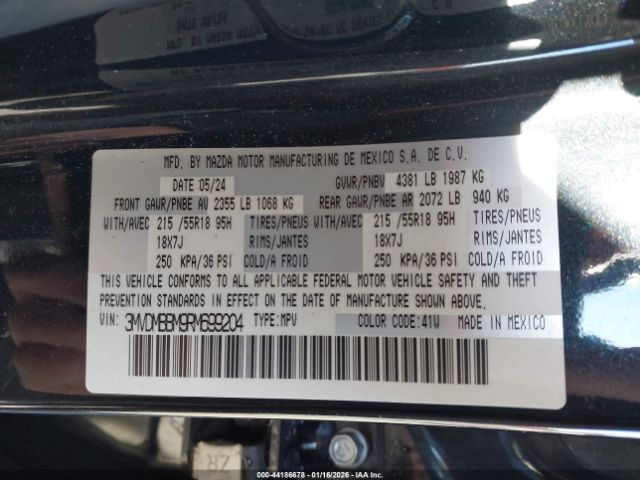 MFD. BY MAZDA MOTOR MANUFACTURING DE MEXICO S.A. DE C.V.
DATE 05/24 GVWR/PNBV 4381 LB 1987 KG
FRONT GAWR/PNBE AV 2355 LB 1068 KG REAR GAWR/PNBE AR 2072 LB 940 KG
WITH/AVEC 215 /55R18 95H TIRES/PNEUS WITH/AVEC 215 /55R18 95H TIRES/PNEUS
18X7J RIMS/JANTES 18X7J RIMS/JANTES
250 KPA/36 PSI COLD/A FROID 250 KPA/36 PSI COLD/A FROID
THIS VEHICLE CONFORMS TO ALL APPLICABLE FEDERAL MOTOR VEHICLE SAFETY AND THEFT
PREVENTION STANDARDS IN EFFECT ON THE DATE OF MANUFACTURE SHOWN ABOVE.
VIN: 3MVDMBBM9RM699204 TYPE:MPV COLOR CODE:41W MADE IN MEXICO
ZR
000-44186678 - 01/16/2026 - IAAI.COM